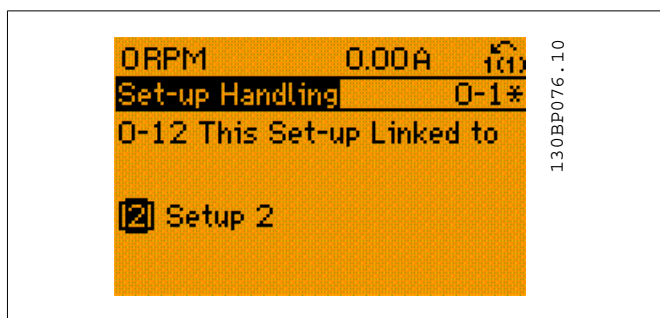 0RPM 0.00A 1(1)
Set-up Handling 0-1*
0-12 This Set-up Linked to
[2] Setup 2
130BP076.10